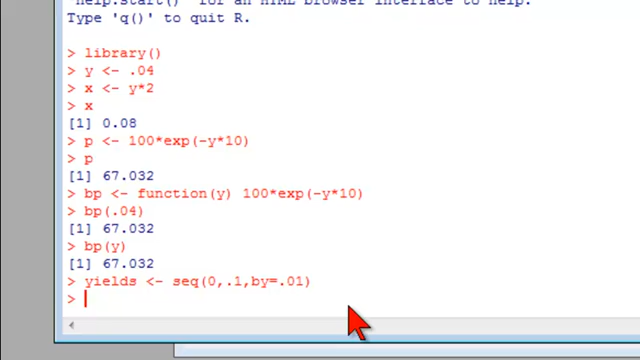 'help.start()' for an HTML browser interface to help.
Type 'q()' to quit R.
> library()
> y <- .04
> x <- y*2
> x
[1] 0.08
> p <- 100*exp(-y*10)
> p
[1] 67.032
> bp <- function(y) 100*exp(-y*10)
> bp(.04)
[1] 67.032
> bp(y)
[1] 67.032
> yields <- seq(0,.1,by=.01)
>